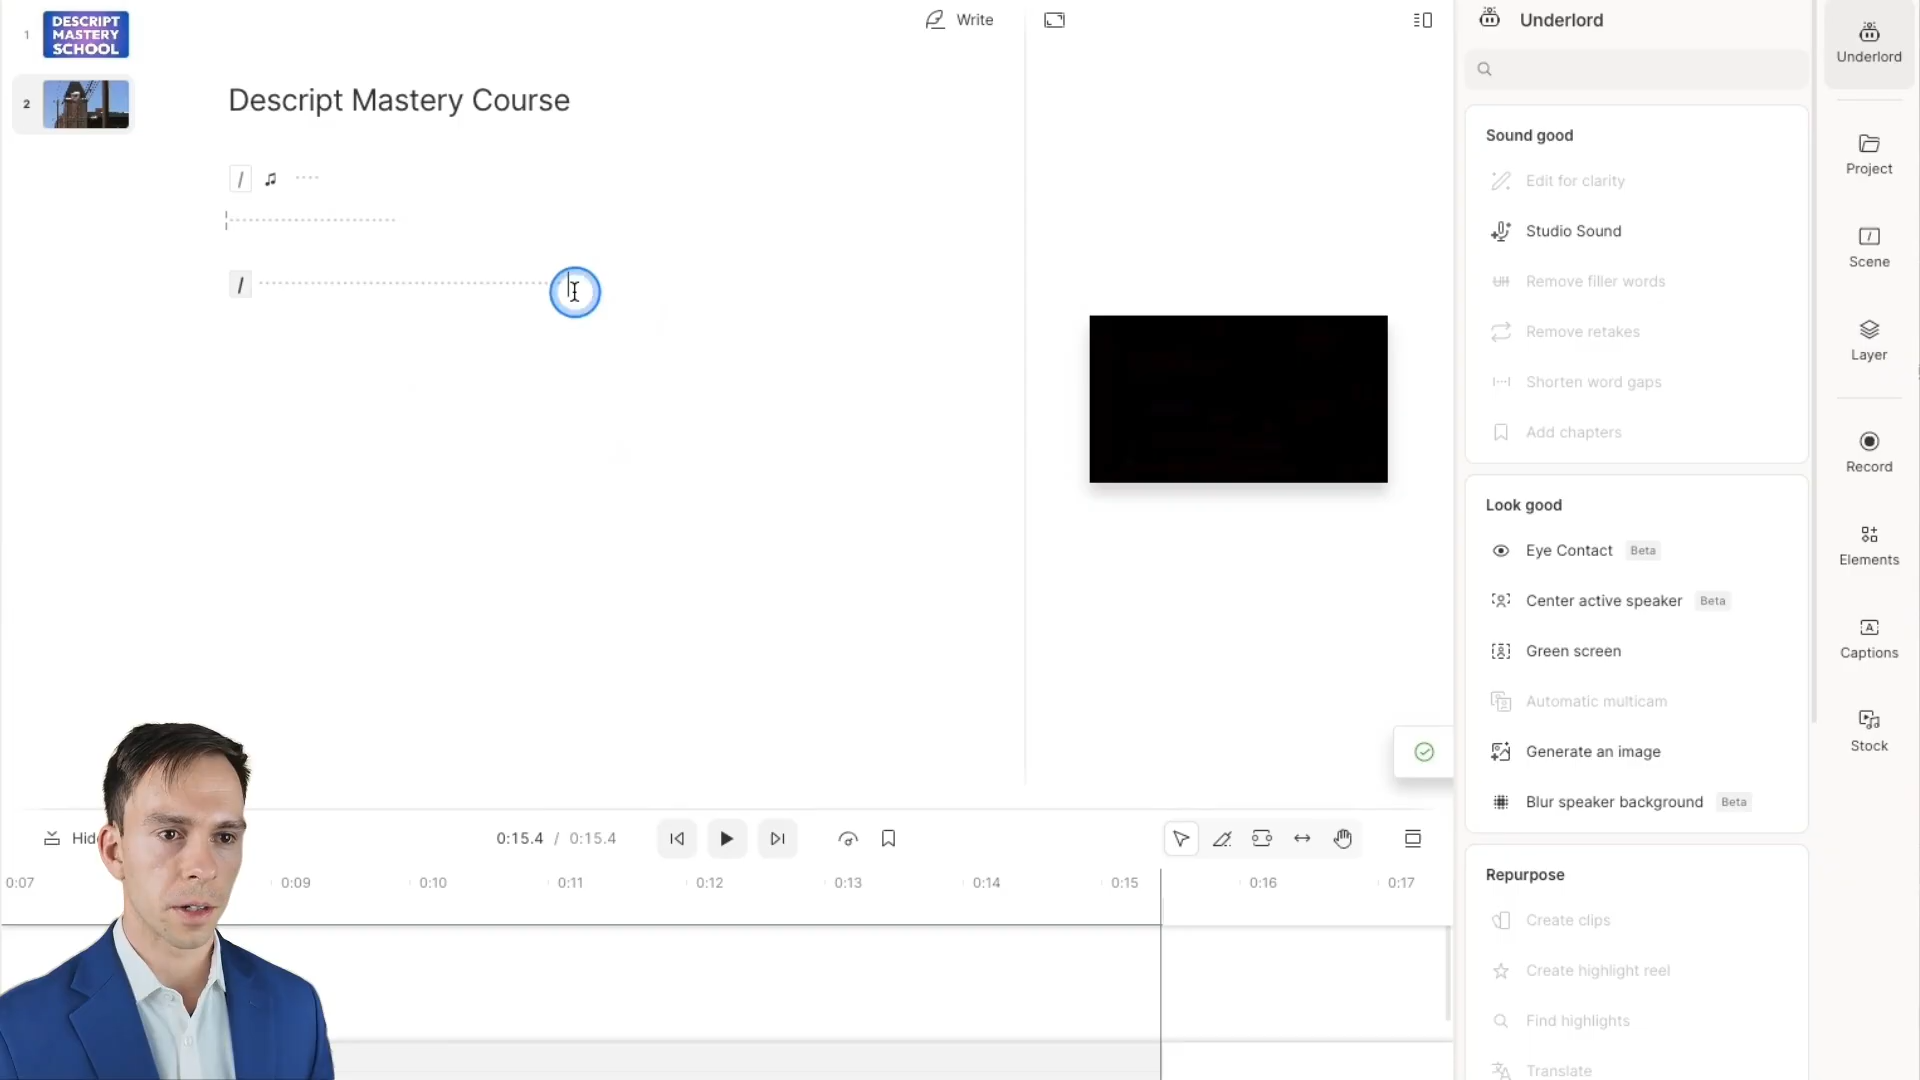 1
DESCRIPT
MASTERY
SCHOOL
Write
2
Descript Mastery Course
/
/
Underlord
Sound good
Edit for clarity
Studio Sound
Remove filler words
Remove retakes
Shorten word gaps
Add chapters
Look good
Eye Contact Beta
Center active speaker Beta
Green screen
Automatic multicam
Generate an image
Blur speaker background Beta
Repurpose
Create clips
Create highlight reel
Find highlights
Translate
Underlord
Project
Scene
Layer
Record
Elements
Captions
Stock
0:15.4 / 0:15.4
0:07 0:09 0:10 0:11 0:12 0:13 0:14 0:15 0:16 0:17